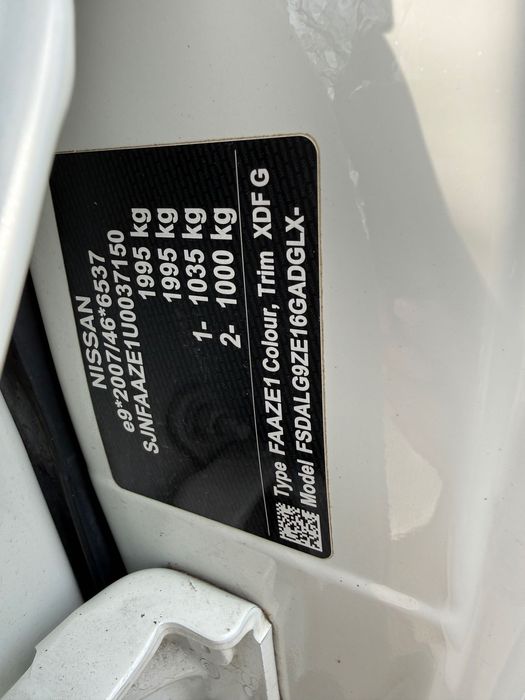 NISSAN
e9*2007/46*6537
SJNFAAZE1U0037150
1995 kg
1995 kg
1- 1035 kg
2- 1000 kg
Type FAAZE1 Colour, Trim XDF G
Model FSDALG9ZE16GADGLX-